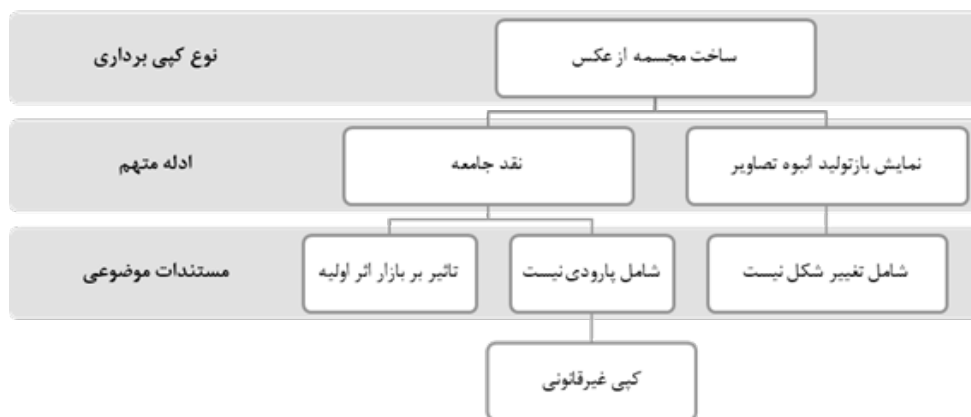 نوع کپی برداری
ساخت مجسمه از عکس
ادله متهم
نمایش بازتولید انبوه تصاویر
نقد جامعه
مستندات موضوعی
شامل تغییر شکل نیست
شامل پارودی نیست
تاثیر بر بازار اثر اولیه
کپی غیرقانونی